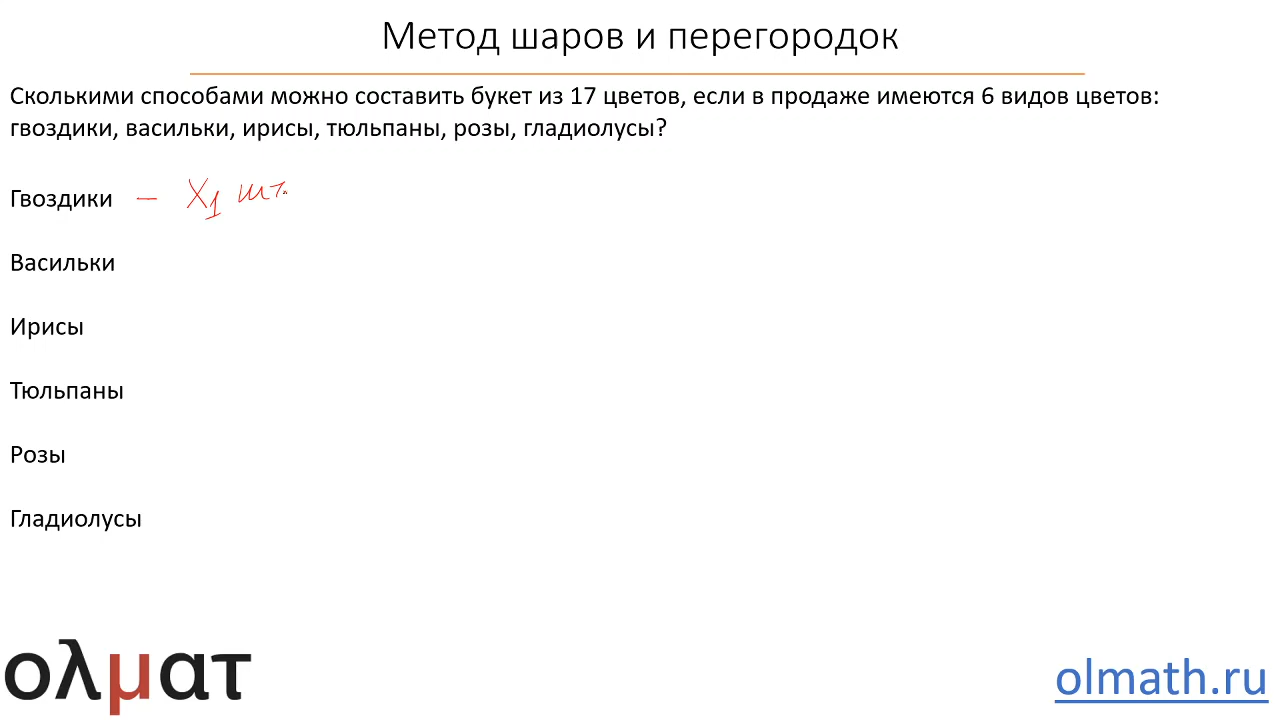 Метод шаров и перегородок
Сколькими способами можно составить букет из 17 цветов, если в продаже имеются 6 видов цветов:
гвоздики, васильки, ирисы, тюльпаны, розы, гладиолусы?
Гвоздики — X₁ шт.
Васильки
Ирисы
Тюльпаны
Розы
Гладиолусы
ολματ
olmath.ru